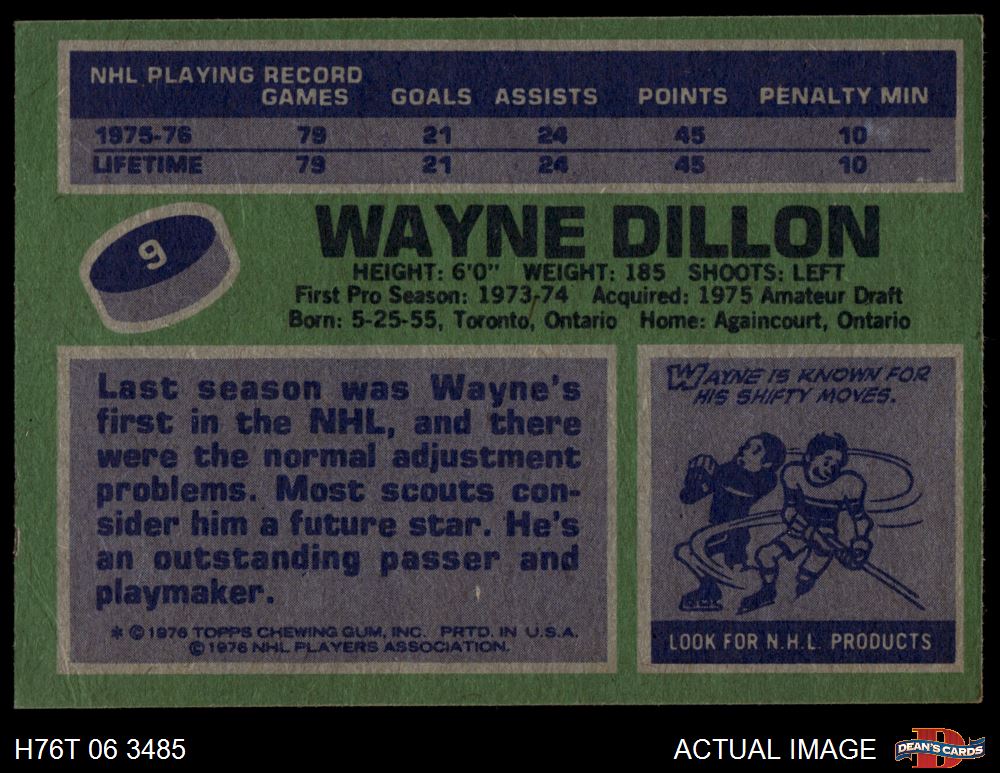 NHL PLAYING RECORD
GAMES GOALS ASSISTS POINTS PENALTY MIN
1975-76 79 21 24 45 10
LIFETIME 79 21 24 45 10
9
WAYNE DILLON
HEIGHT: 6'0" WEIGHT: 185 SHOOTS: LEFT
First Pro Season: 1973-74 Acquired: 1975 Amateur Draft
Born: 5-25-55, Toronto, Ontario Home: Againcourt, Ontario
Last season was Wayne's
first in the NHL, and there
were the normal adjustment
problems. Most scouts con-
sider him a future star. He's
an outstanding passer and
playmaker.
* © 1976 TOPPS CHEWING GUM, INC. PRTD. IN U.S.A.
© 1976 NHL PLAYERS ASSOCIATION.
WAYNE IS KNOWN FOR
HIS SHIFTY MOVES.
LOOK FOR N.H.L. PRODUCTS
H76T 06 3485
ACTUAL IMAGE
D
DEAN'S CARDS